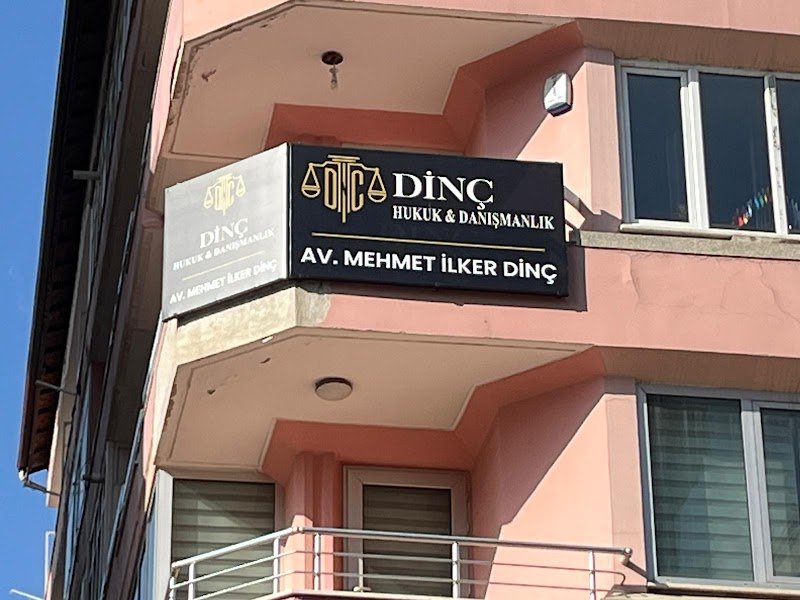 DİNÇ
HUKUK & DANIŞMANLIK
AV. MEHMET İLKER DİNÇ
DİNÇ
HUKUK & DANIŞMANLIK
AV. MEHMET İLKER DİNÇ